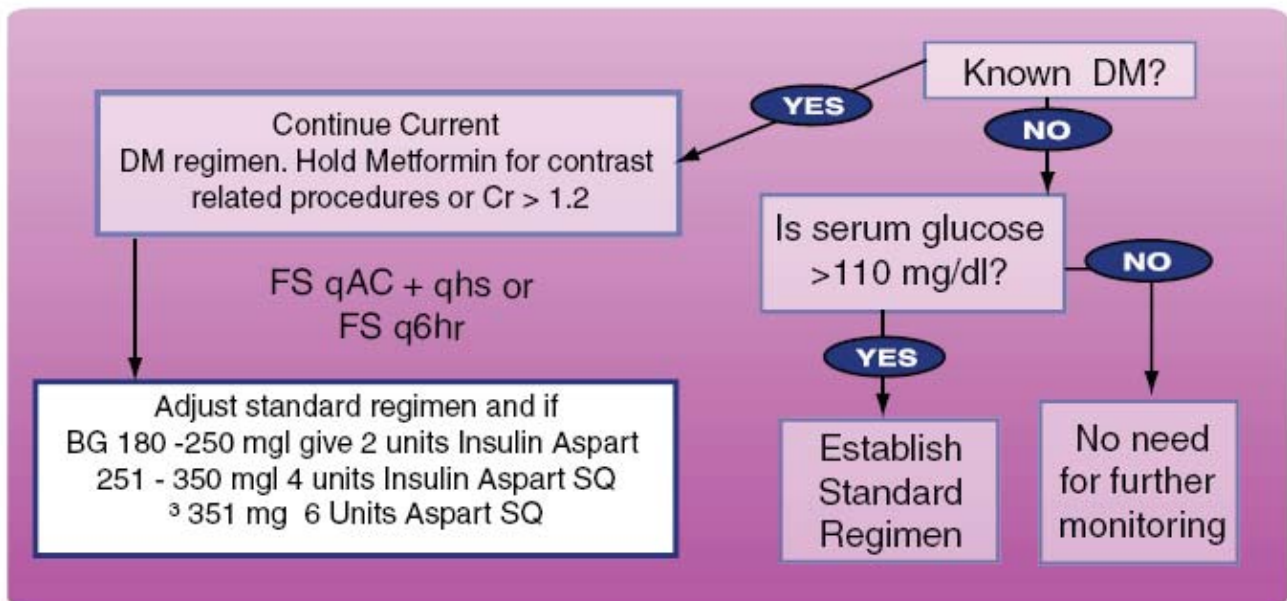 Known DM?
YES
NO
Continue Current
DM regimen. Hold Metformin for contrast
related procedures or Cr > 1.2
Is serum glucose
>110 mg/dl?
NO
YES
FS qAC + qhs or
FS q6hr
Adjust standard regimen and if
BG 180 -250 mgl give 2 units Insulin Aspart
251 - 350 mgl 4 units Insulin Aspart SQ
³ 351 mg 6 Units Aspart SQ
Establish
Standard
Regimen
No need
for further
monitoring